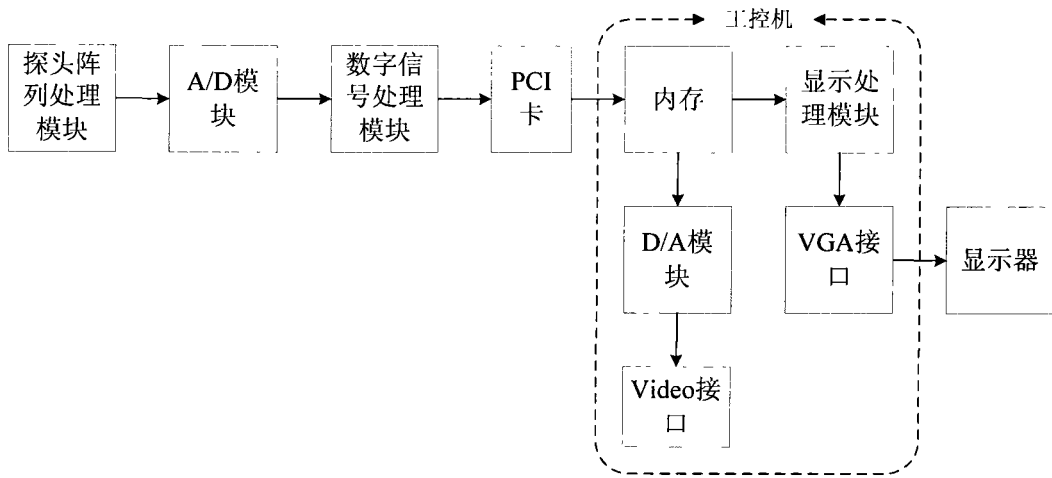 工控机
探头阵
列处理
模块
A/D模
块
数字信
号处理
模块
PCI
卡
内存
显示处
理模块
D/A模
块
VGA接
口
显示器
Video接
口